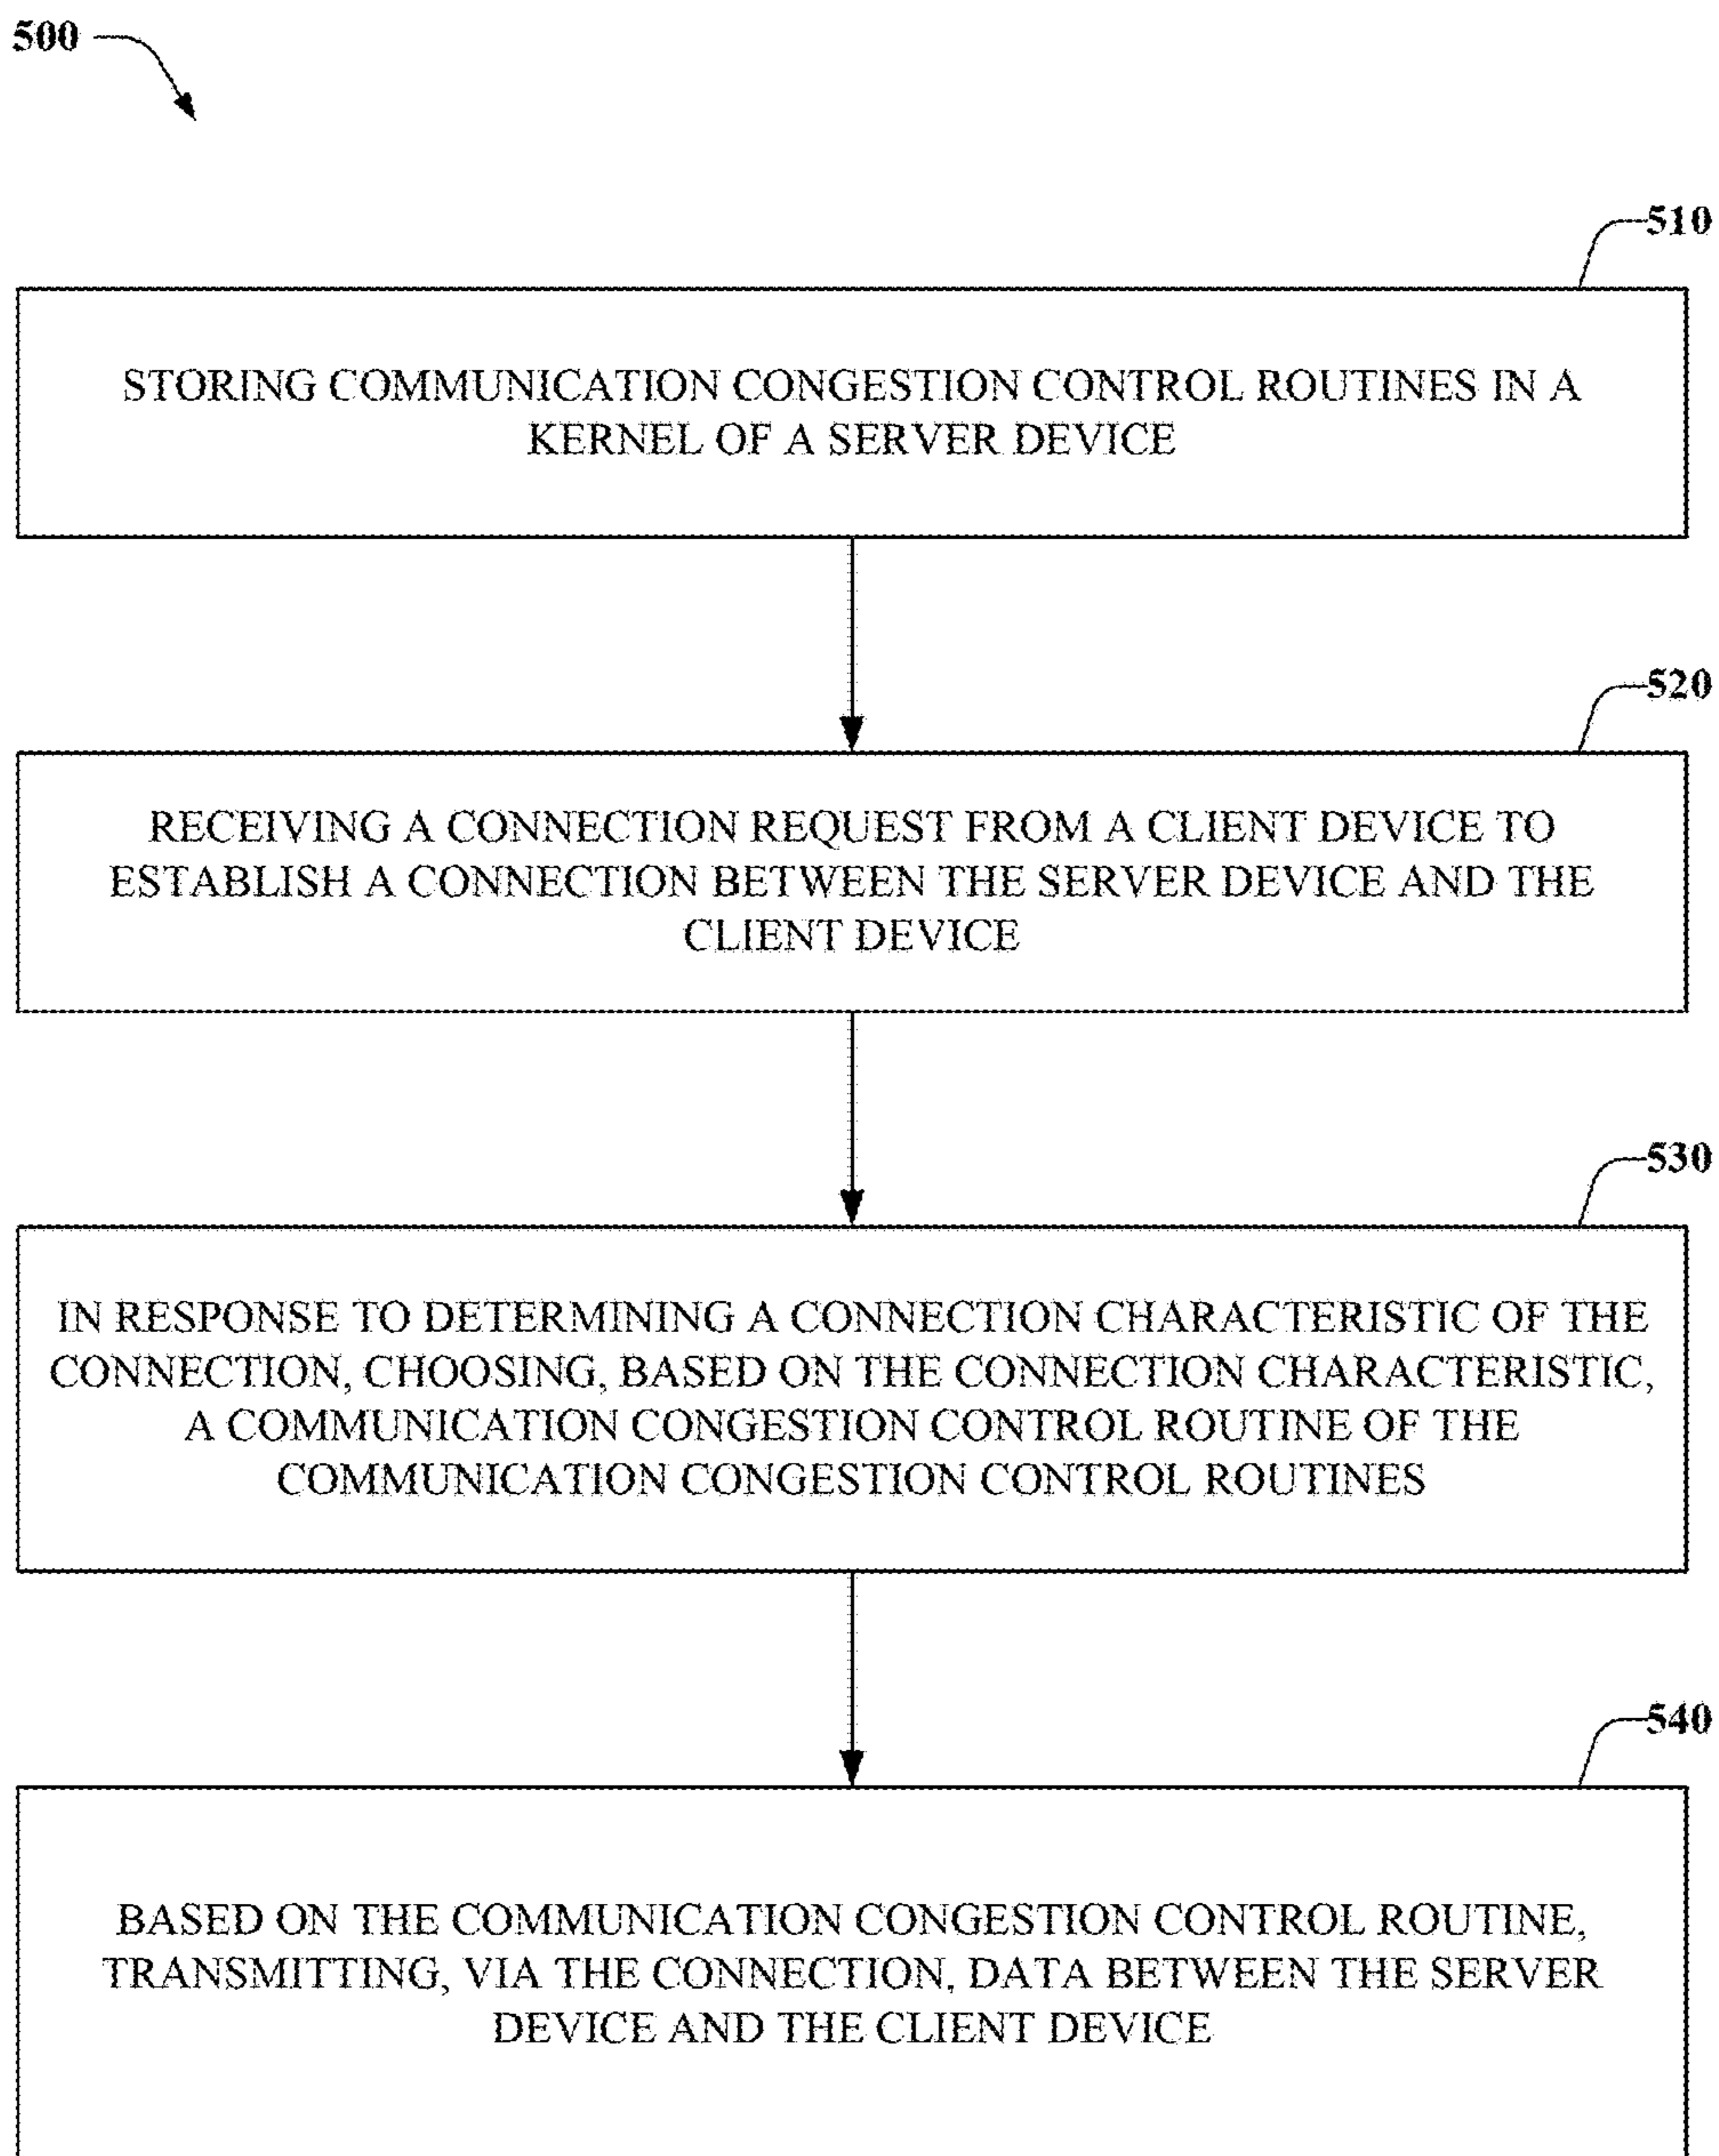 500
510
STORING COMMUNICATION CONGESTION CONTROL ROUTINES IN A
KERNEL OF A SERVER DEVICE
520
RECEIVING A CONNECTION REQUEST FROM A CLIENT DEVICE TO
ESTABLISH A CONNECTION BETWEEN THE SERVER DEVICE AND THE
CLIENT DEVICE
530
IN RESPONSE TO DETERMINING A CONNECTION CHARACTERISTIC OF THE
CONNECTION, CHOOSING, BASED ON THE CONNECTION CHARACTERISTIC,
A COMMUNICATION CONGESTION CONTROL ROUTINE OF THE
COMMUNICATION CONGESTION CONTROL ROUTINES
540
BASED ON THE COMMUNICATION CONGESTION CONTROL ROUTINE,
TRANSMITTING, VIA THE CONNECTION, DATA BETWEEN THE SERVER
DEVICE AND THE CLIENT DEVICE